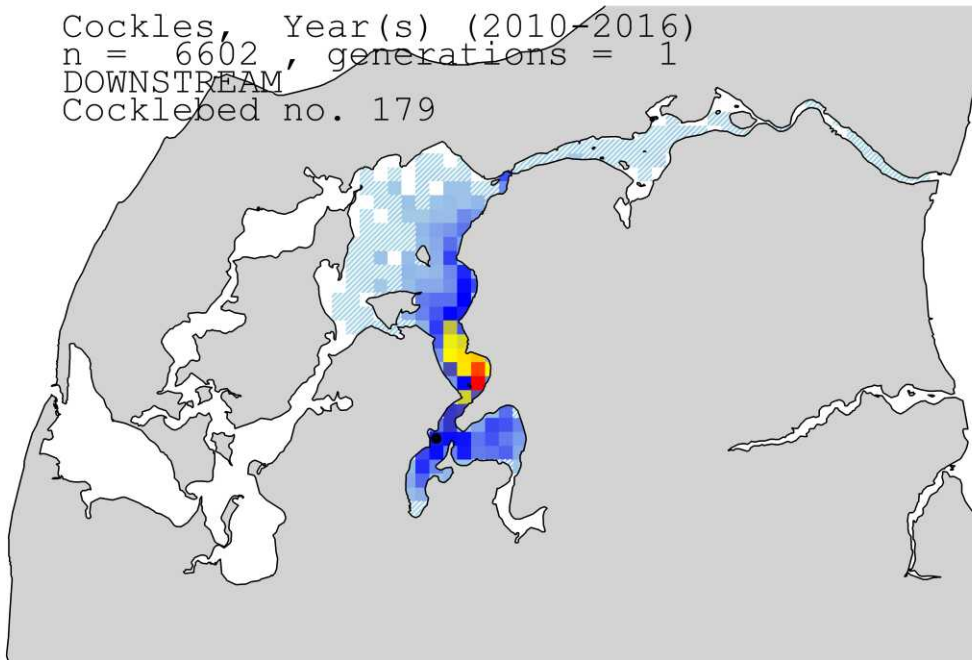 Cockles, Year(s) (2010-2016)
n = 6602 , generations = 1
DOWNSTREAM
Cocklebed no. 179